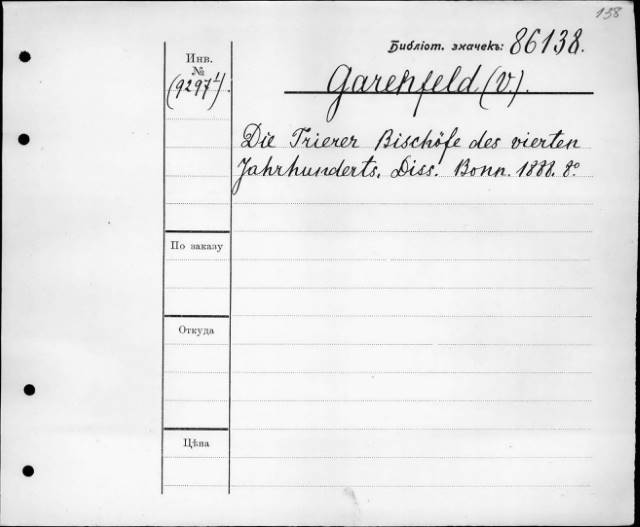 158
Библіот. значекъ: 86138.
Инв.
№
(9297¹).
Garenfeld (V).
Die Trierer Bischöfe des vierten
Jahrhunderts. Diss. Bonn. 1888. 8°
По заказу
Откуда
Цѣна